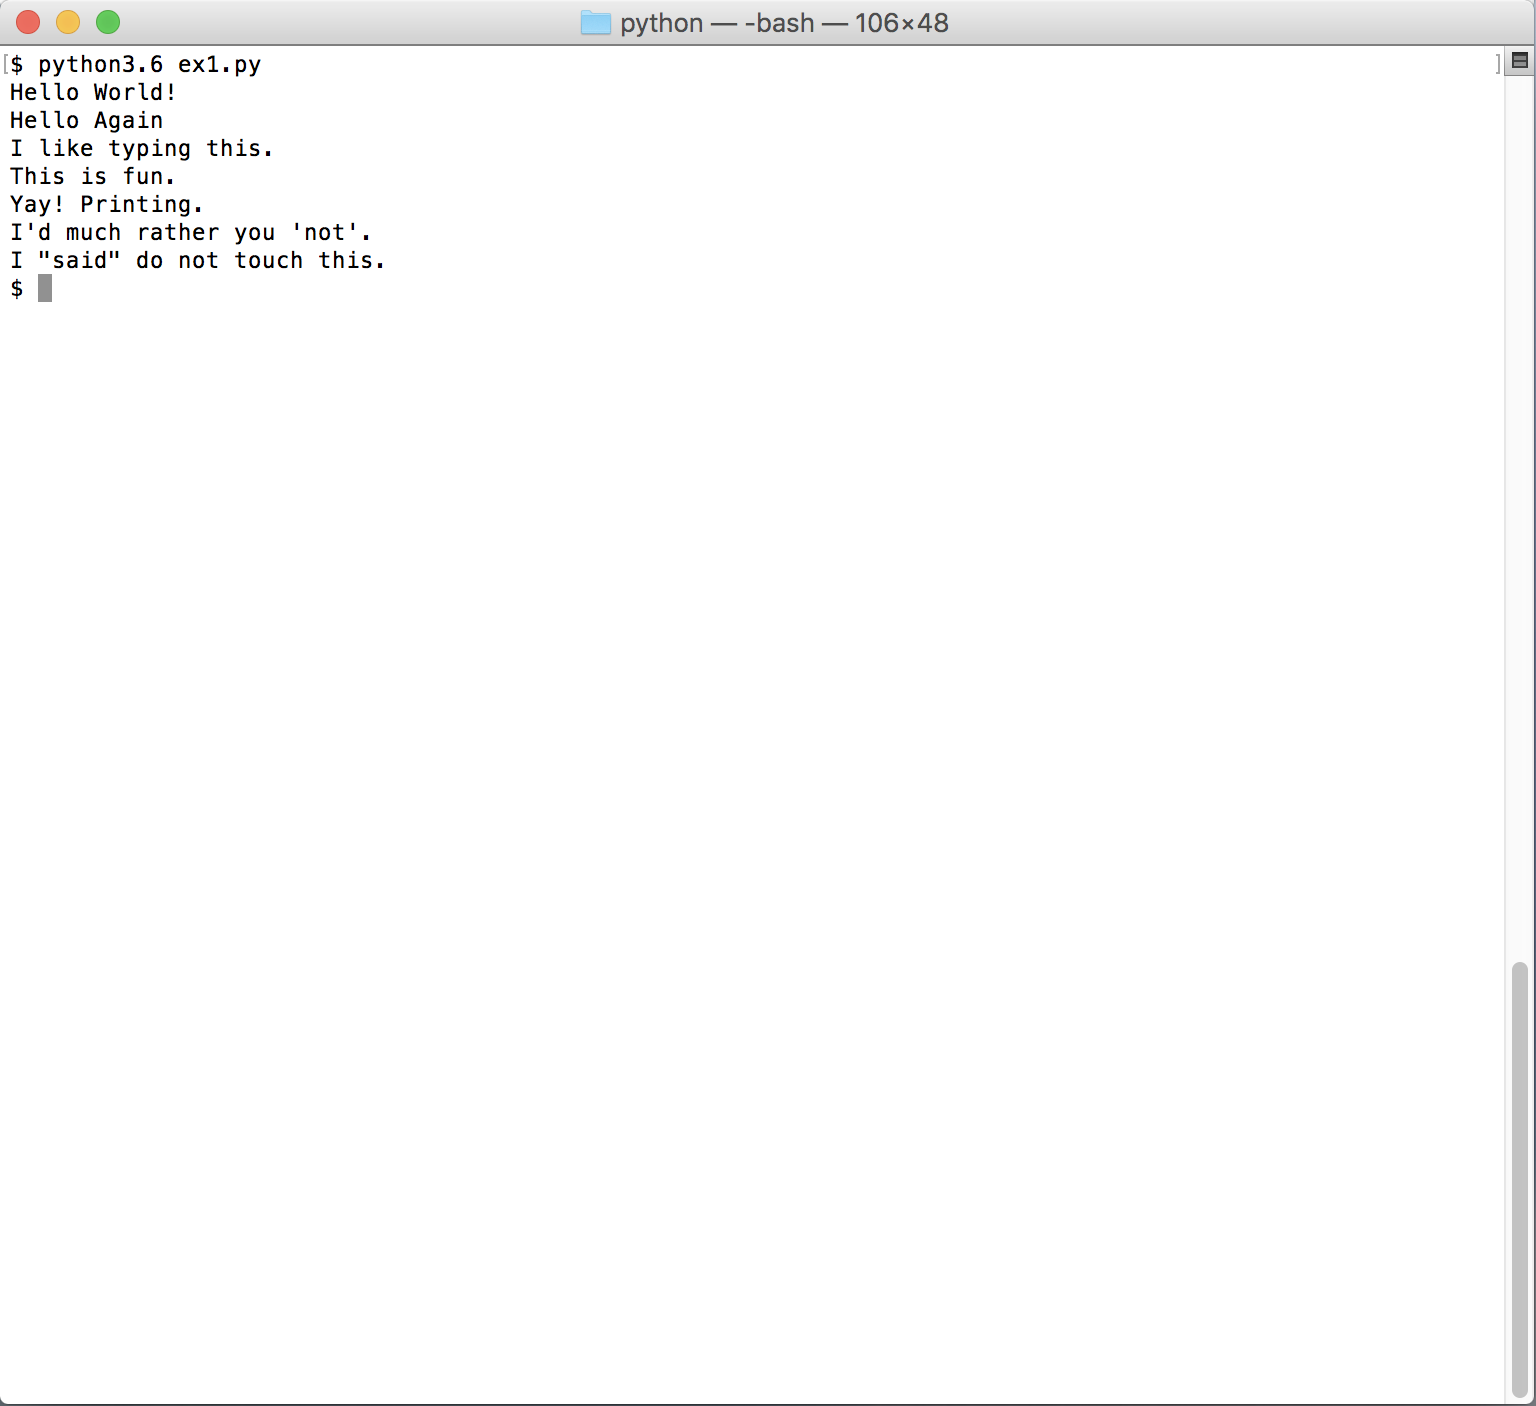 python — -bash — 106×48
$ python3.6 ex1.py
Hello World!
Hello Again
I like typing this.
This is fun.
Yay! Printing.
I'd much rather you 'not'.
I "said" do not touch this.
$